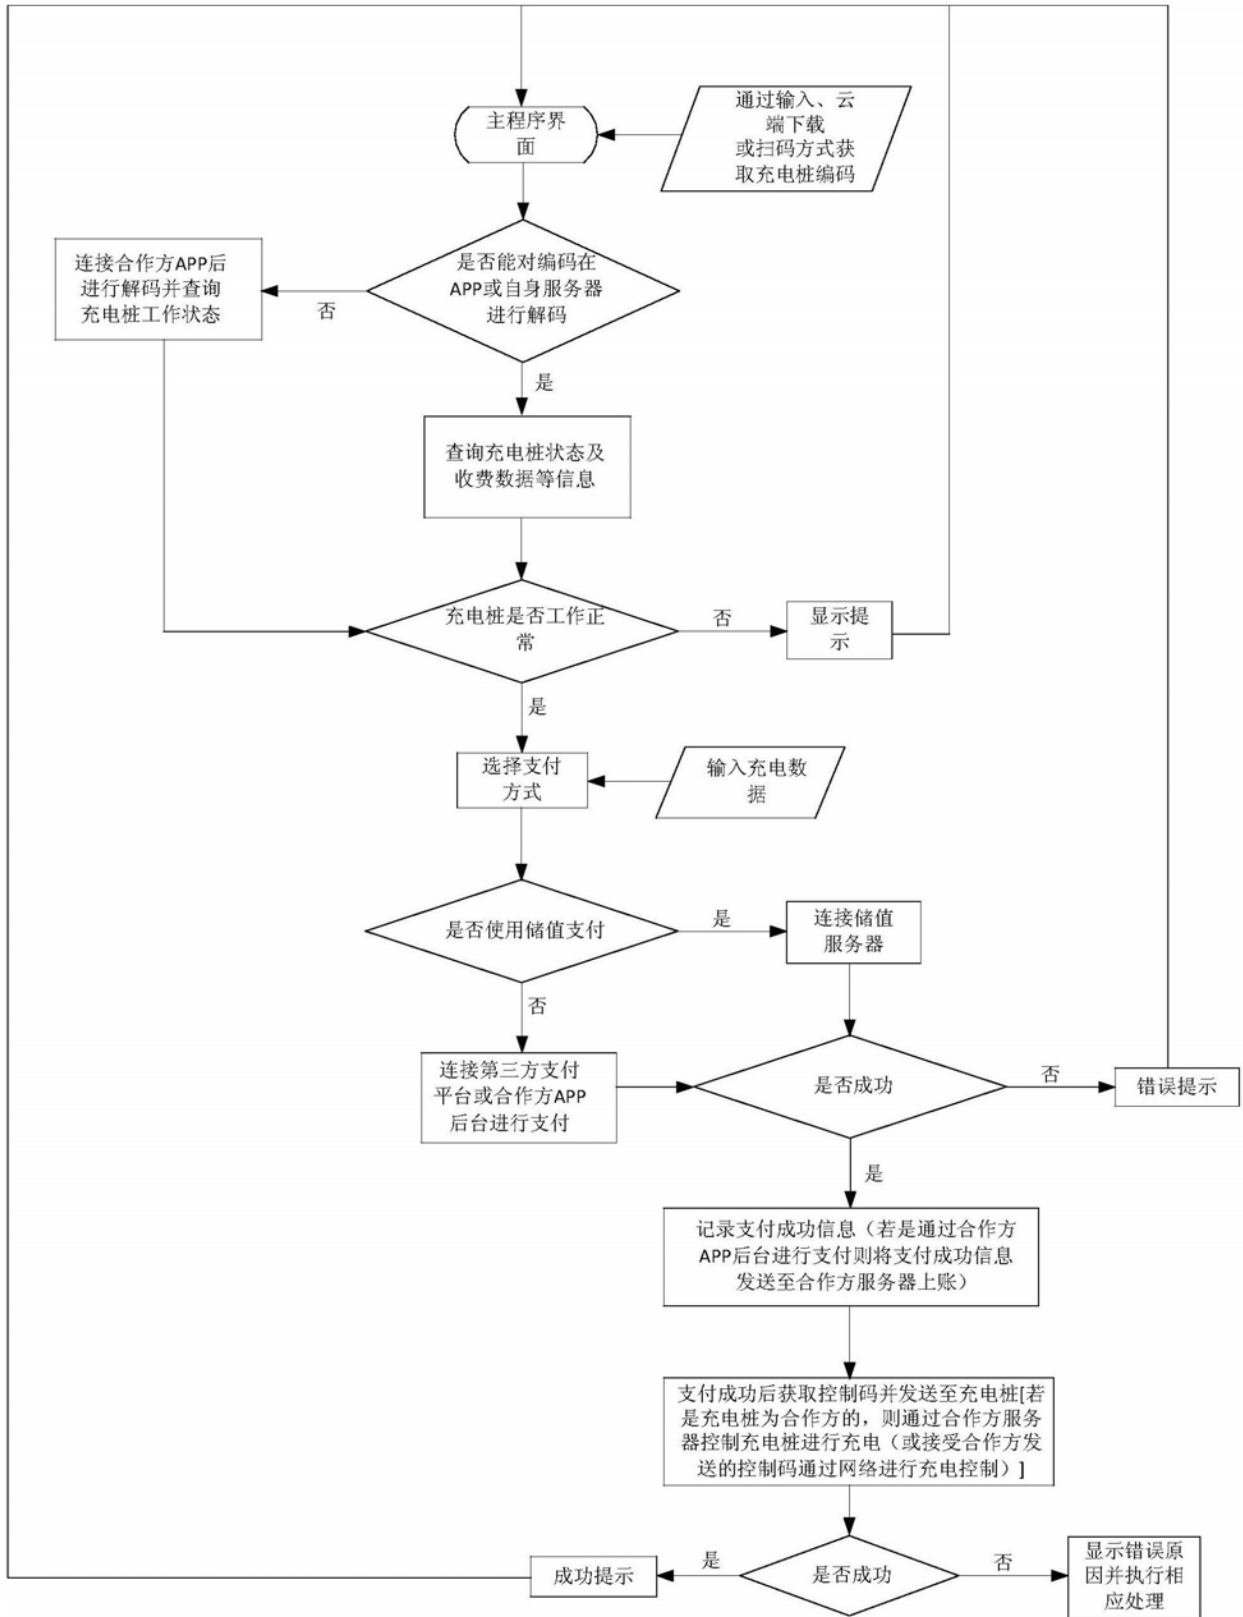 通过输入、云
端下载
或扫码方式获
取充电桩编码
主程序界
面
是否能对编码在
APP或自身服务器
进行解码
连接合作方APP后
进行解码并查询
充电桩工作状态
否
是
查询充电桩状态及
收费数据等信息
充电桩是否工作正
常
否
显示提
示
是
选择支付
方式
输入充电数
据
是否使用储值支付
是
连接储值
服务器
否
连接第三方支付
平台或合作方APP
后台进行支付
是否成功
否
错误提示
是
记录支付成功信息（若是通过合作方
APP后台进行支付则将支付成功信息
发送至合作方服务器上账）
支付成功后获取控制码并发送至充电桩[若
是充电桩为合作方的，则通过合作方服务
器控制充电桩进行充电（或接受合作方发
送的控制码通过网络进行充电控制）]
是否成功
是
成功提示
否
显示错误原
因并执行相
应处理